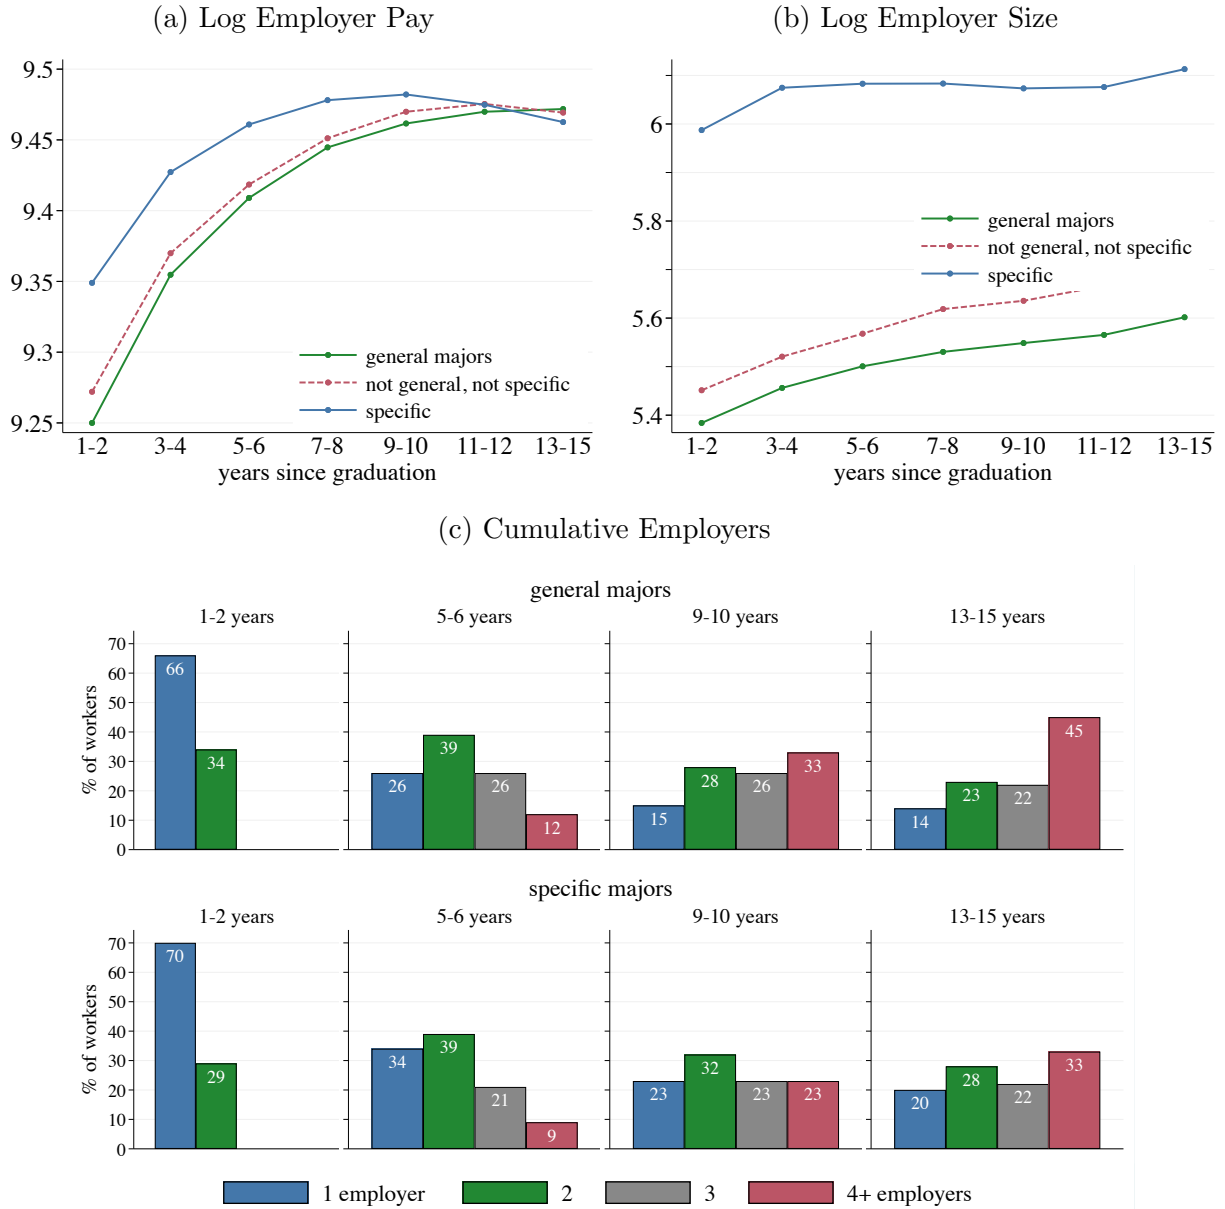 (a) Log Employer Pay
9.5
9.45
9.4
9.35
9.3
9.25
general majors
not general, not specific
specific
1-2 3-4 5-6 7-8 9-10 11-12 13-15
years since graduation
(b) Log Employer Size
6
5.8
5.6
5.4
general majors
not general, not specific
specific
1-2 3-4 5-6 7-8 9-10 11-12 13-15
years since graduation
(c) Cumulative Employers
general majors
1-2 years 5-6 years 9-10 years 13-15 years
% of workers
70
60
50
40
30
20
10
0
66 34
26 39 26 12
15 28 26 33
14 23 22 45
specific majors
1-2 years 5-6 years 9-10 years 13-15 years
% of workers
70
60
50
40
30
20
10
0
70 29
34 39 21 9
23 32 23 23
20 28 22 33
1 employer 2 3 4+ employers